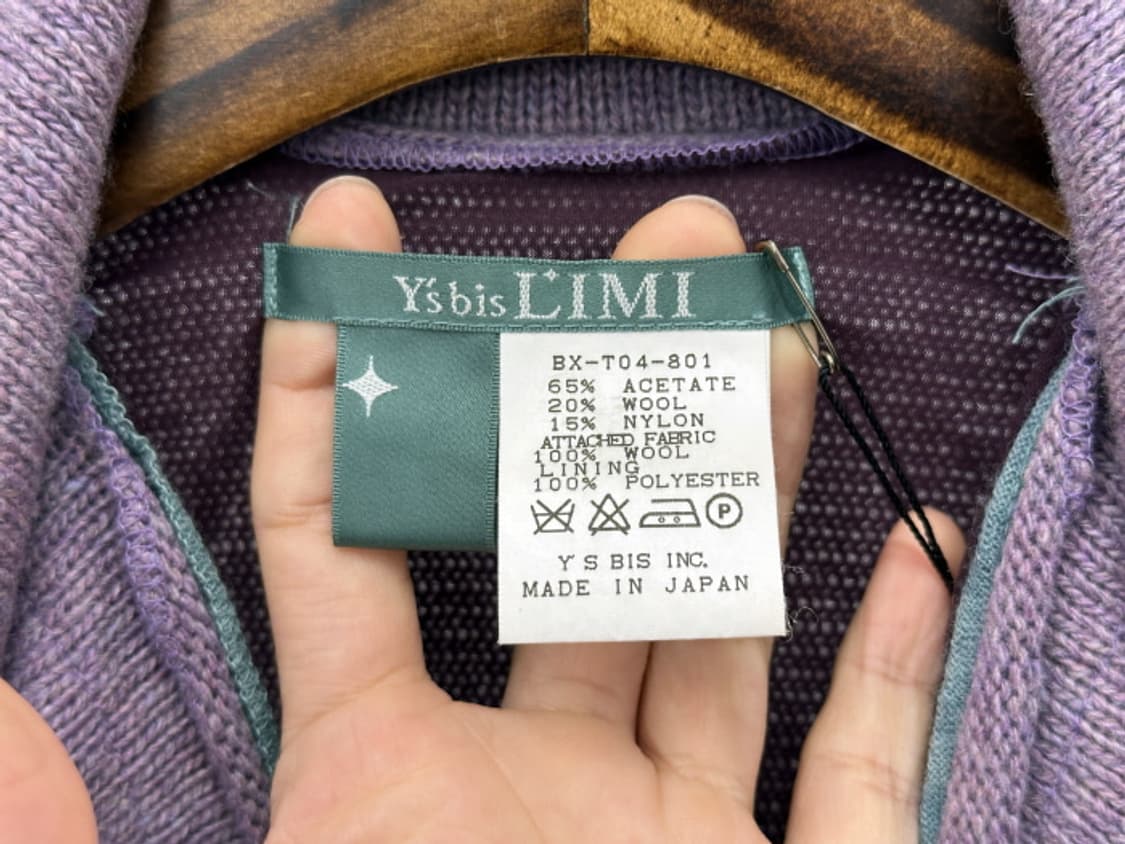 Y's bis LIMI
BX-T04-801
65% ACETATE
20% WOOL
15% NYLON
ATTACHED FABRIC
100% WOOL
LINING
100% POLYESTER
P
Y S BIS INC.
MADE IN JAPAN